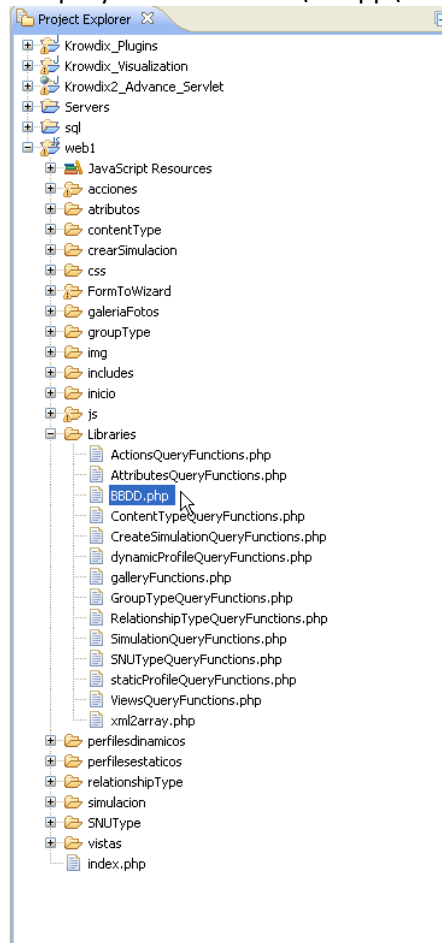 Project Explorer
Krowdix_Plugins
Krowdix_Visualization
Krowdix2_Advance_Servlet
Servers
sql
web1
JavaScript Resources
acciones
atributos
contentType
crearSimulacion
css
FormToWizard
galeriaFotos
groupType
img
includes
inicio
js
Libraries
ActionsQueryFunctions.php
AttributesQueryFunctions.php
BBDD.php
ContentTypeQueryFunctions.php
CreateSimulationQueryFunctions.php
dynamicProfileQueryFunctions.php
galleryFunctions.php
GroupTypeQueryFunctions.php
RelationshipTypeQueryFunctions.php
SimulationQueryFunctions.php
SNUTypeQueryFunctions.php
staticProfileQueryFunctions.php
ViewsQueryFunctions.php
xml2array.php
perfilesdinamicos
perfilesestaticos
relationshipType
simulacion
SNUType
vistas
index.php